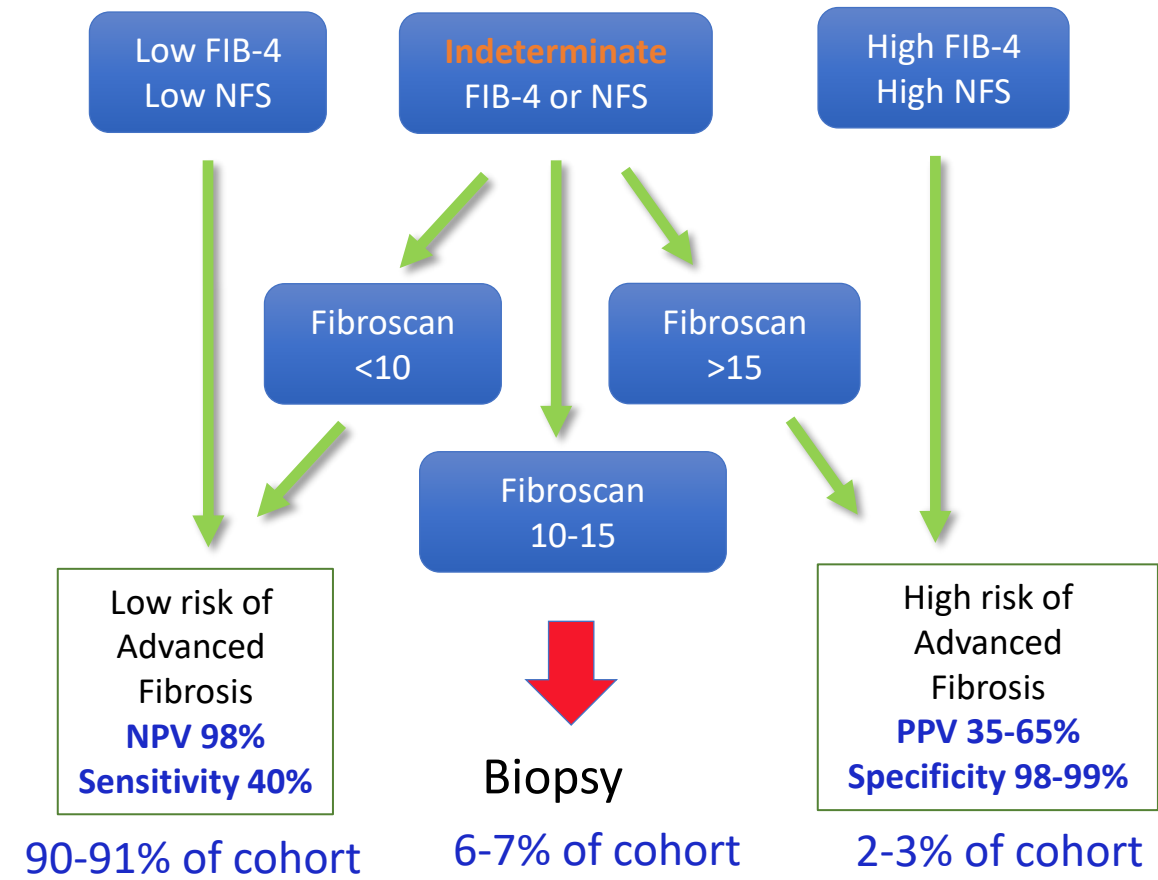 Low FIB-4
Low NFS
Indeterminate
FIB-4 or NFS
High FIB-4
High NFS
Fibroscan
<10
Fibroscan
>15
Fibroscan
10-15
Low risk of
Advanced
Fibrosis
NPV 98%
Sensitivity 40%
Biopsy
High risk of
Advanced
Fibrosis
PPV 35-65%
Specificity 98-99%
90-91% of cohort
6-7% of cohort
2-3% of cohort